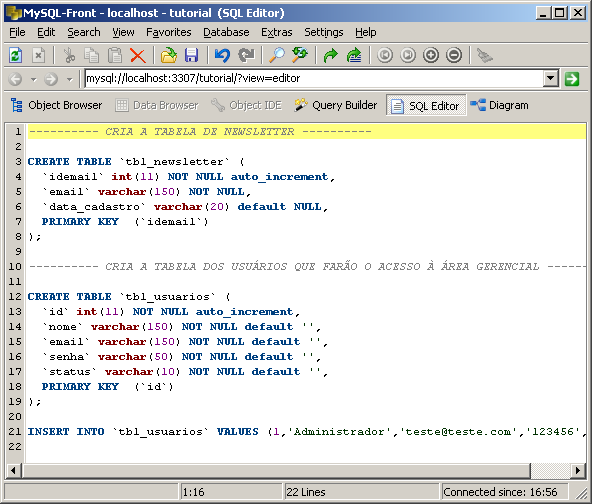 MySQL-Front - localhost - tutorial (SQL Editor)
File Edit Search View Favorites Database Extras Settings Help
mysql://localhost:3307/tutorial/?view=editor
Object Browser Data Browser Object IDE Query Builder SQL Editor Diagram
1 ---------- CRIA A TABELA DE NEWSLETTER ----------
2
3 CREATE TABLE `tbl_newsletter` (
4 `idemail` int(11) NOT NULL auto_increment,
5 `email` varchar(150) NOT NULL,
6 `data_cadastro` varchar(20) default NULL,
7 PRIMARY KEY (`idemail`)
8 );
9
10 ---------- CRIA A TABELA DOS USUÁRIOS QUE FARÃO O ACESSO À ÁREA GERENCIAL ------
11
12 CREATE TABLE `tbl_usuarios` (
13 `id` int(11) NOT NULL auto_increment,
14 `nome` varchar(150) NOT NULL default '',
15 `email` varchar(150) NOT NULL default '',
16 `senha` varchar(50) NOT NULL default '',
17 `status` varchar(10) NOT NULL default '',
18 PRIMARY KEY (`id`)
19 );
20
21 INSERT INTO `tbl_usuarios` VALUES (1,'Administrador','teste@teste.com','123456',
22
1:16 22 Lines Connected since: 16:56